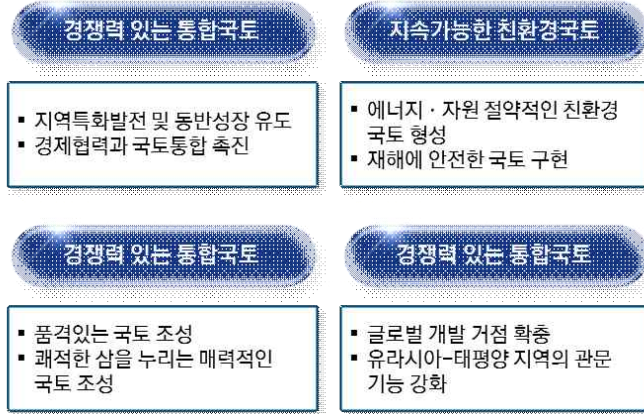 경쟁력 있는 통합국토
▪ 지역특화발전 및 동반성장 유도
▪ 경제협력과 국토통합 촉진
지속가능한 친환경국토
▪ 에너지 · 자원 절약적인 친환경
국토 형성
▪ 재해에 안전한 국토 구현
경쟁력 있는 통합국토
▪ 품격있는 국토 조성
▪ 쾌적한 삶을 누리는 매력적인
국토 조성
경쟁력 있는 통합국토
▪ 글로벌 개발 거점 확충
▪ 유라시아-태평양 지역의 관문
기능 강화